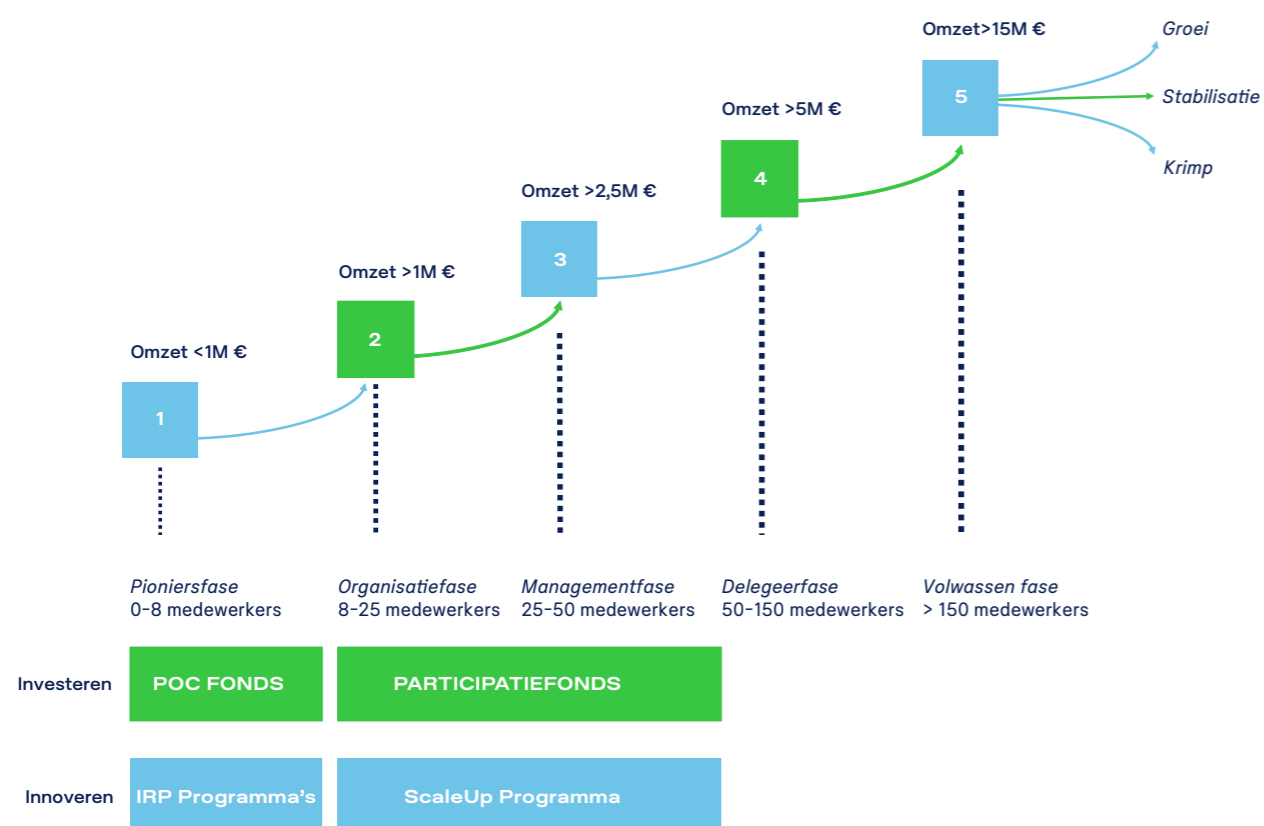 Omzet>15M €
Groei
5
Stabilisatie
Omzet >5M €
Krimp
4
Omzet >2,5M €
3
Omzet >1M €
2
Omzet <1M €
1
Pioniersfase
0-8 medewerkers
Organisatiefase
8-25 medewerkers
Managementfase
25-50 medewerkers
Delegeerfase
50-150 medewerkers
Volwassen fase
> 150 medewerkers
Investeren
POC FONDS
PARTICIPATIEFONDS
Innoveren
IRP Programma's
ScaleUp Programma